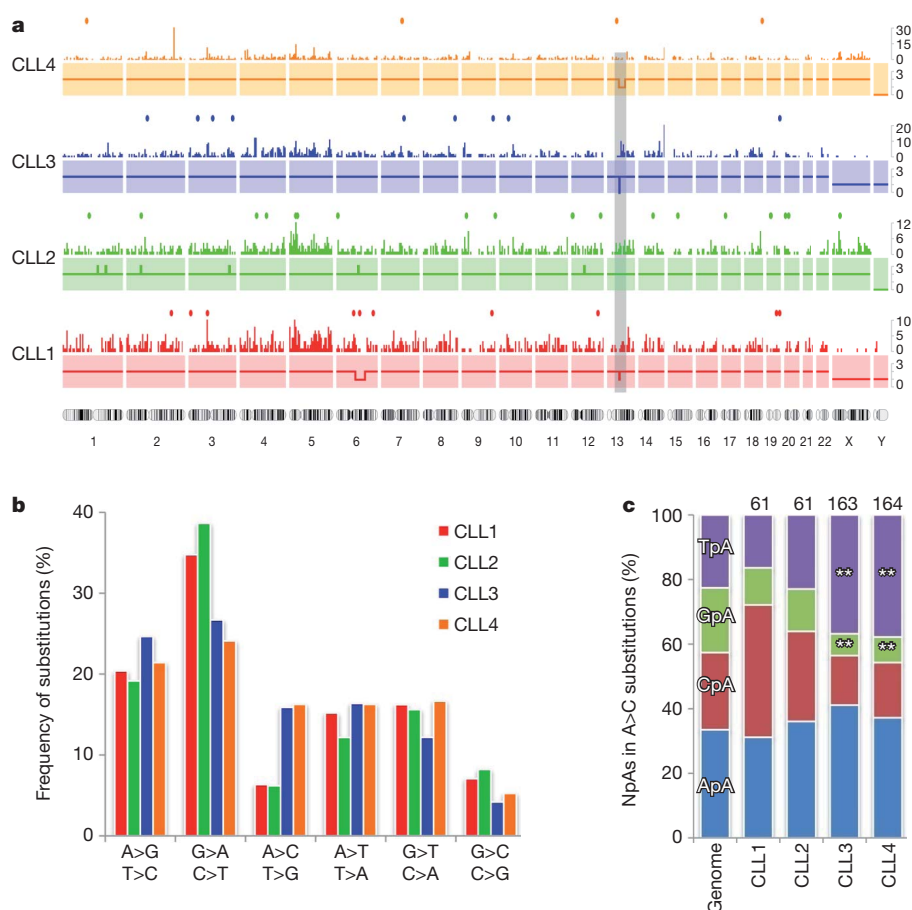 a
30
15
0
CLL4
3
0
20
10
0
CLL3
3
0
12
6
0
CLL2
3
0
10
5
0
CLL1
3
0
1 2 3 4 5 6 7 8 9 10 11 12 13 14 15 16 17 18 19 20 21 22 X Y
b
Frequency of substitutions (%)
40
30
20
10
0
CLL1
CLL2
CLL3
CLL4
A>G A>G G>A A>C A>T G>T G>C
T>C C>T T>G T>A C>A C>G
c
61 61 163 164
NpAs in A>C substitutions (%)
100
80
60
40
20
0
TpA
GpA
CpA
ApA
** **
** **
Genome CLL1 CLL2 CLL3 CLL4